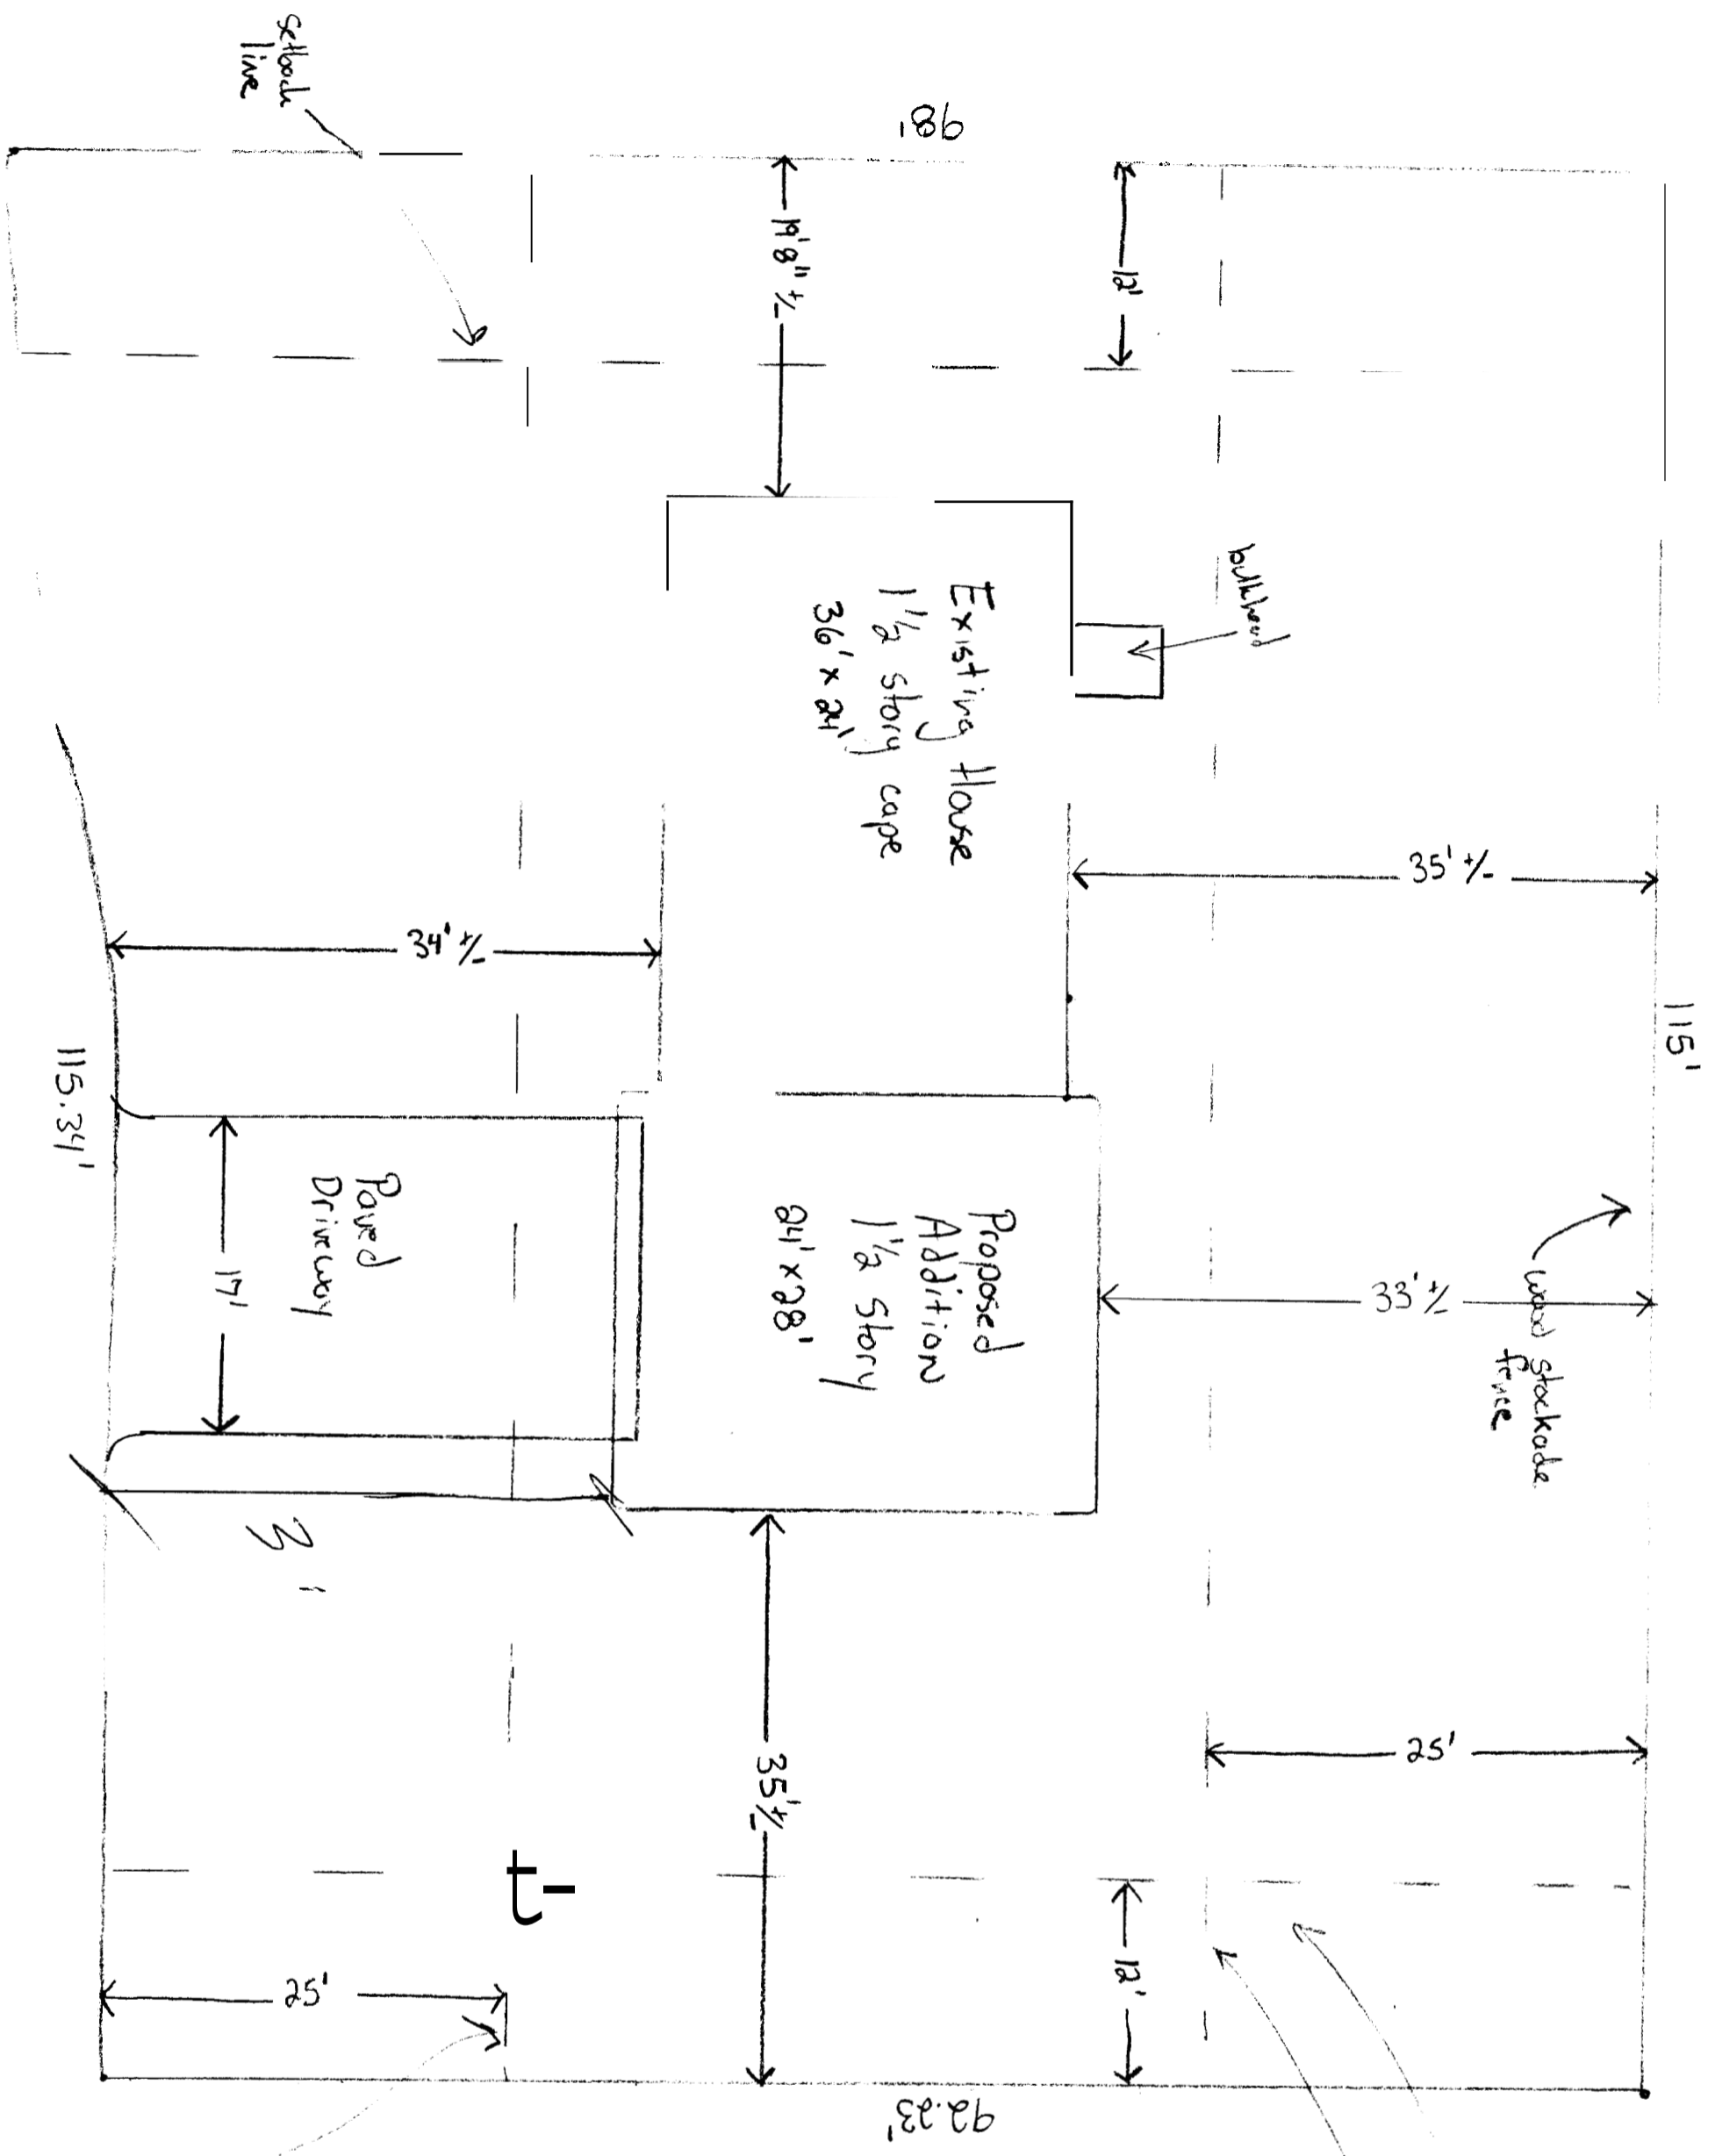 setback
line
98'
19'8" +/-
12'
bulkhead
Existing House
1 1/2 story cape
36' x 24'
35' +/-
34' +/-
115'
115.34'
Paved
Driveway
17'
Proposed
Addition
1 1/2 Story
24' x 28'
33' +/-
wood stockade
fence
35' +/-
25'
12'
25'
92.23'